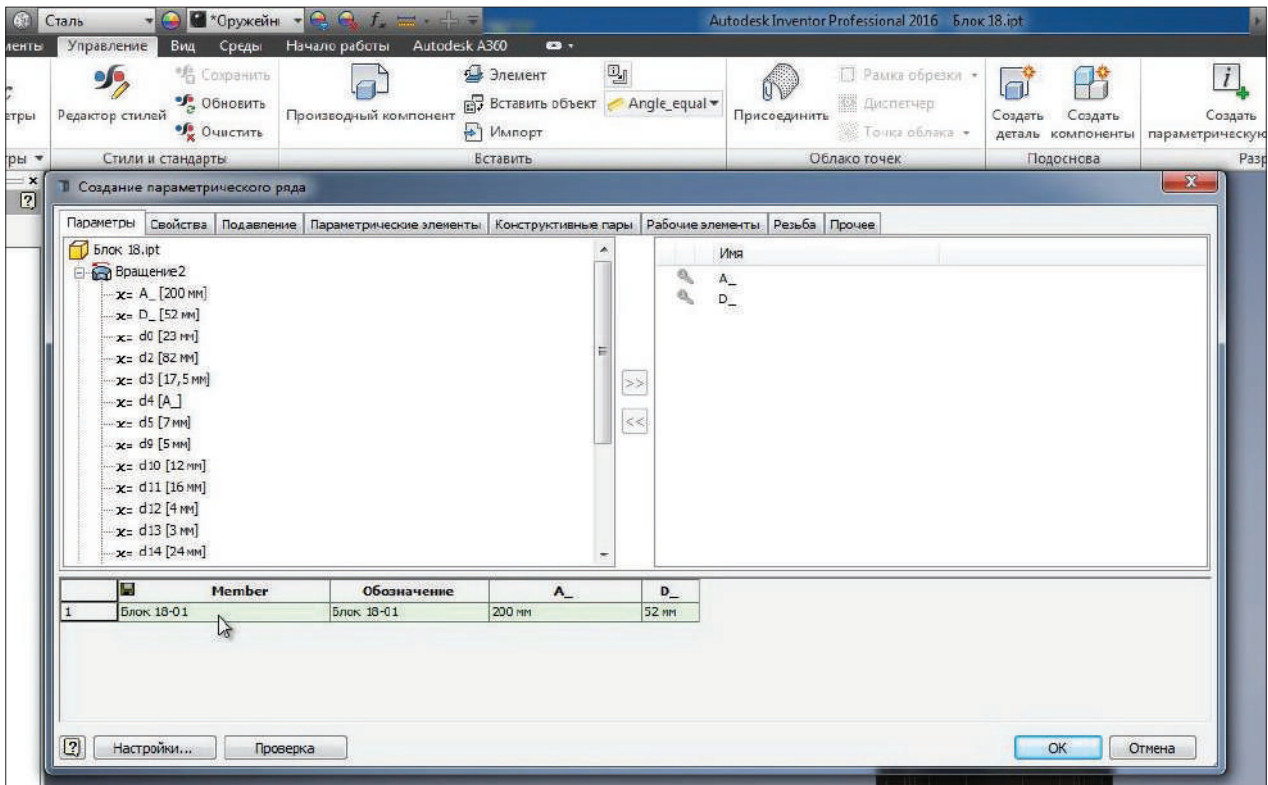 Сталь *Оружейн Autodesk Inventor Professional 2016 Блок 18.ipt
менты Управление Вид Среды Начало работы Autodesk A360
Сохранить Элемент Рамка обрезки
етры Редактор стилей Обновить Производный компонент Вставить объект Angle_equal Присоединить Диспетчер Создать деталь Создать компоненты Создать параметрическую
Очистить Импорт Точка облака
ры Стили и стандарты Вставить Облако точек Подоснова Разр
Создание параметрического ряда
Параметры Свойства Подавление Параметрические элементы Конструктивные пары Рабочие элементы Резьба Прочее
Блок 18.ipt
Вращение2
x= A_ [200 мм]
x= D_ [52 мм]
x= d0 [23 мм]
x= d2 [82 мм]
x= d3 [17,5 мм]
x= d4 [A_]
x= d5 [7 мм]
x= d9 [5 мм]
x= d10 [12 мм]
x= d11 [16 мм]
x= d12 [4 мм]
x= d13 [3 мм]
x= d14 [24 мм]
>>
<<
Имя
A_
D_
Member Обозначение A_ D_
1 Блок 18-01 Блок 18-01 200 мм 52 мм
Настройки... Проверка OK Отмена